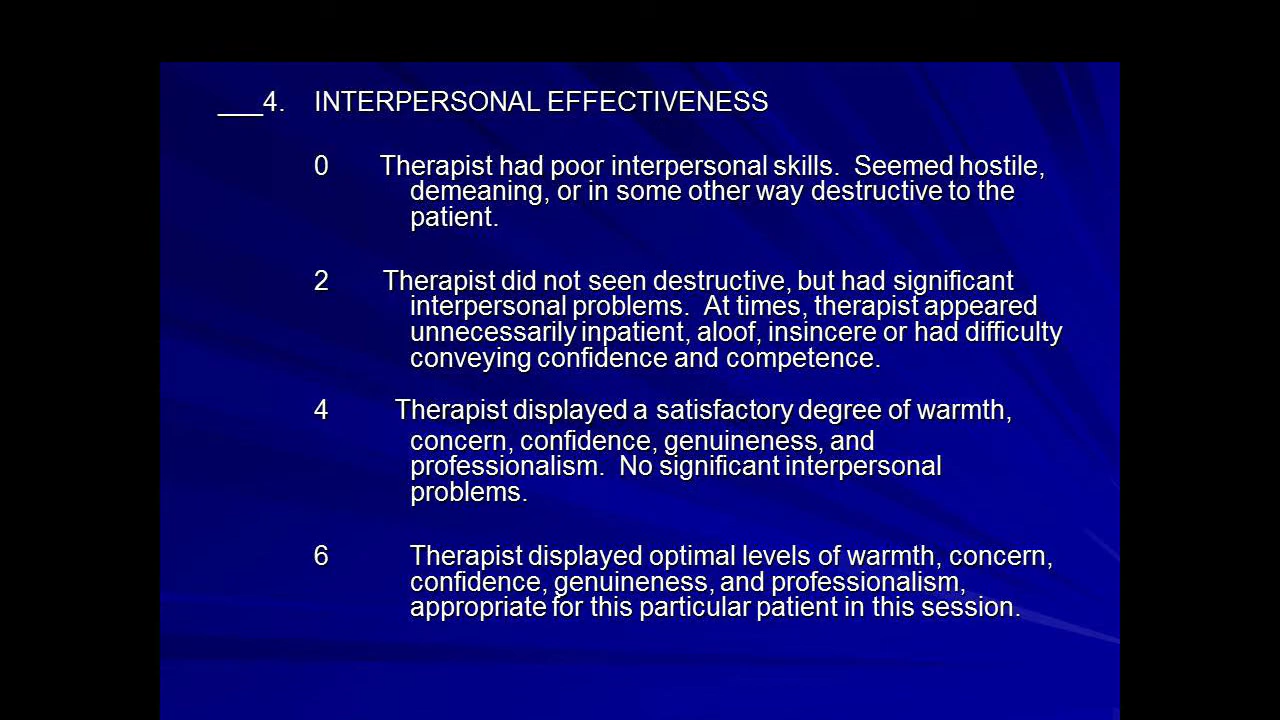 ___4. INTERPERSONAL EFFECTIVENESS
0 Therapist had poor interpersonal skills. Seemed hostile,
demeaning, or in some other way destructive to the
patient.
2 Therapist did not seen destructive, but had significant
interpersonal problems. At times, therapist appeared
unnecessarily inpatient, aloof, insincere or had difficulty
conveying confidence and competence.
4 Therapist displayed a satisfactory degree of warmth,
concern, confidence, genuineness, and
professionalism. No significant interpersonal
problems.
6 Therapist displayed optimal levels of warmth, concern,
confidence, genuineness, and professionalism,
appropriate for this particular patient in this session.